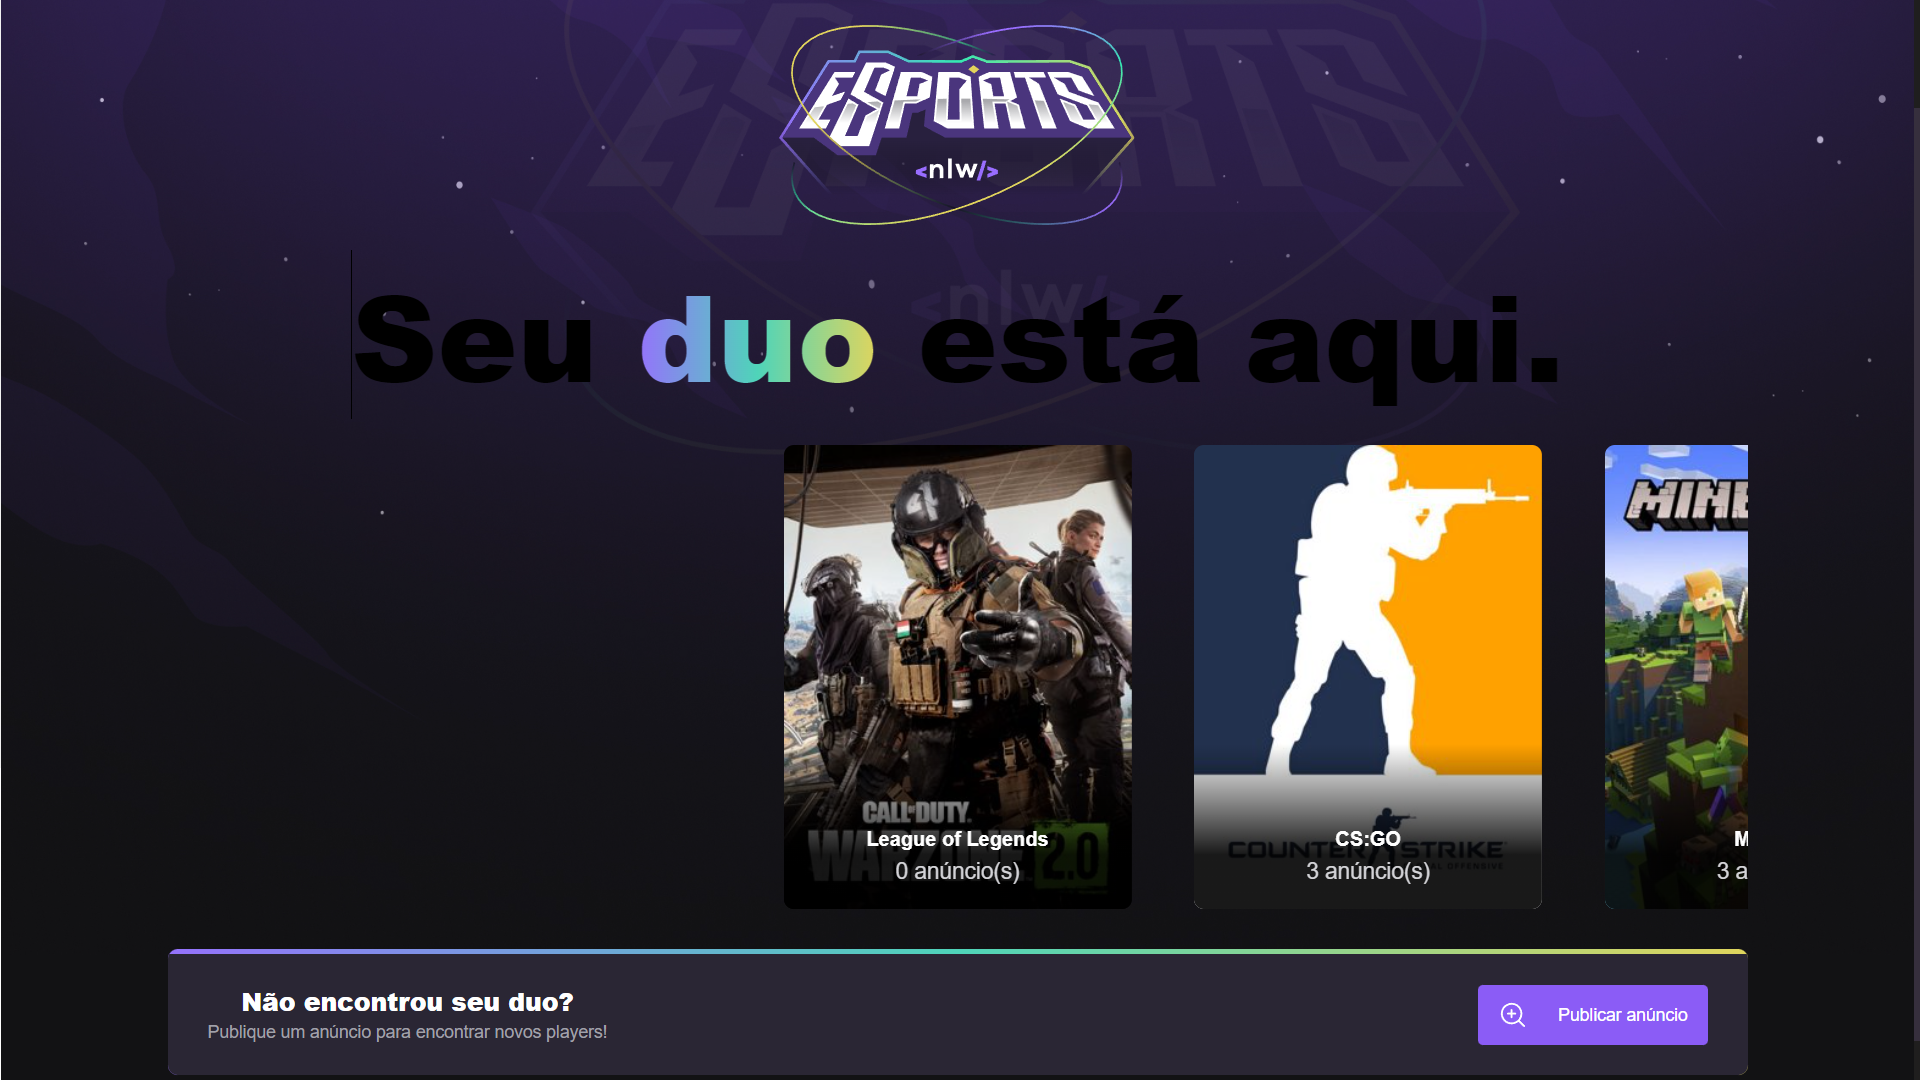 ESPORTS
<nlw/>
Seu duo está aqui.
CALL OF DUTY.
WARZONE 2.0
League of Legends
0 anúncio(s)
COUNTER STRIKE
CS:GO
3 anúncio(s)
MINE
M
3 a
Não encontrou seu duo?
Publique um anúncio para encontrar novos players!
Publicar anúncio